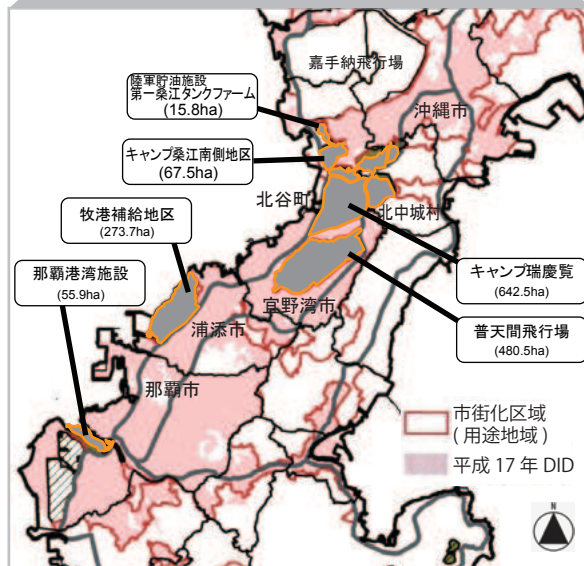 嘉手納飛行場
陸軍貯油施設
第一桑江タンクファーム
(15.8ha)
沖縄市
キャンプ桑江南側地区
(67.5ha)
北谷町
北中城村
牧港補給地区
(273.7ha)
キャンプ瑞慶覧
(642.5ha)
那覇港湾施設
(55.9ha)
宜野湾市
普天間飛行場
(480.5ha)
浦添市
那覇市
市街化区域
(用途地域)
平成17年DID
N